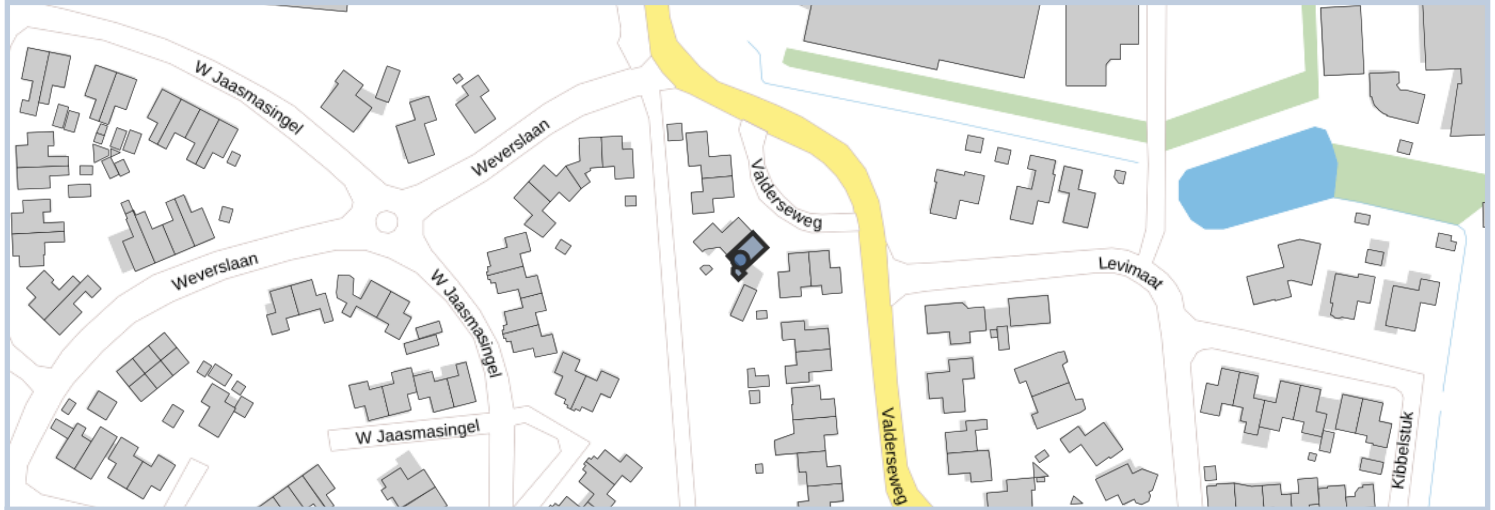 W Jaasmasingel
Weverslaan
Valderseweg
Weverslaan
W Jaasmasingel
Levimaat
W Jaasmasingel
Valderseweg
Kibbelstuk